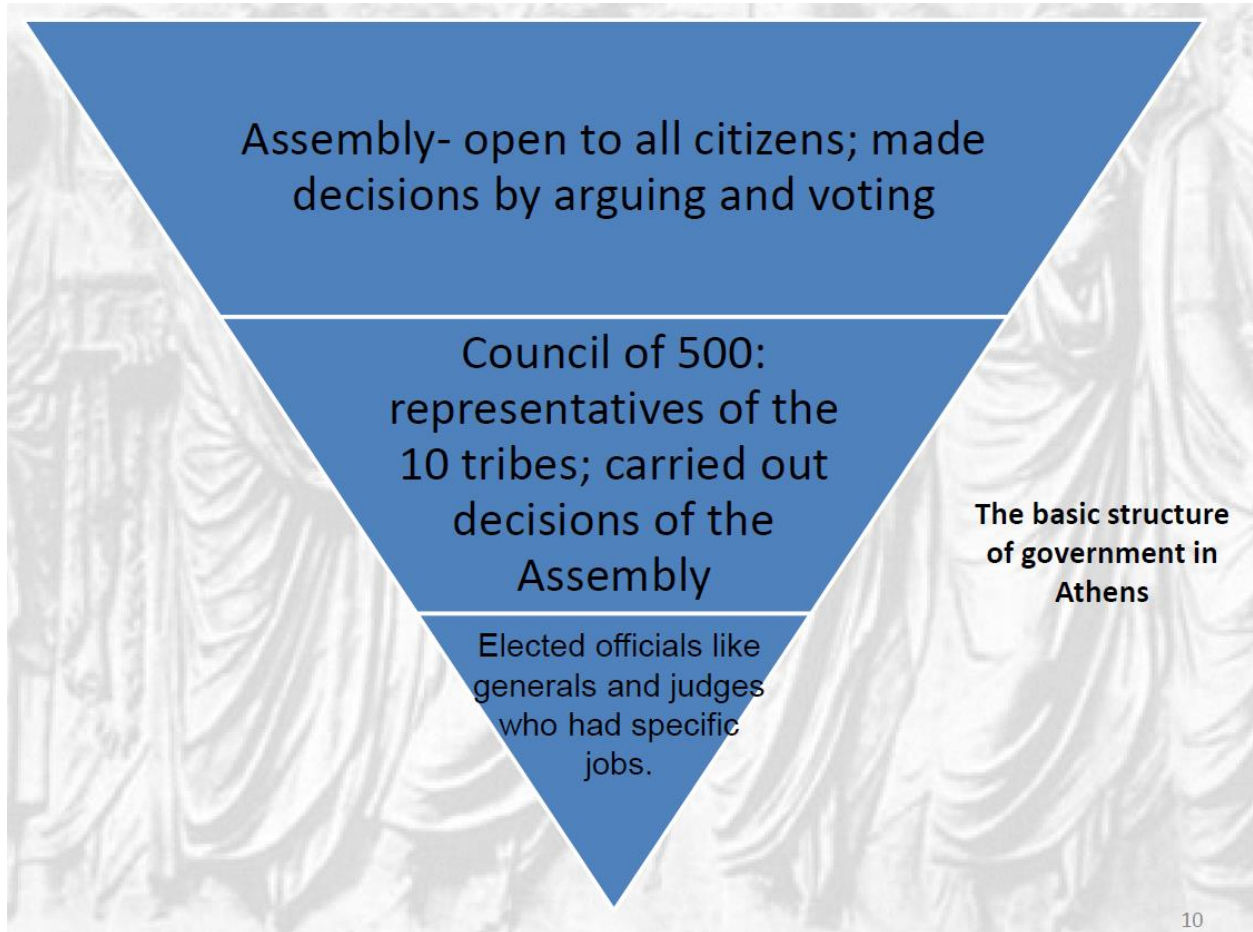 Assembly- open to all citizens; made
decisions by arguing and voting
Council of 500:
representatives of the
10 tribes; carried out
decisions of the
Assembly
Elected officials like
generals and judges
who had specific
jobs.
The basic structure
of government in
Athens
10